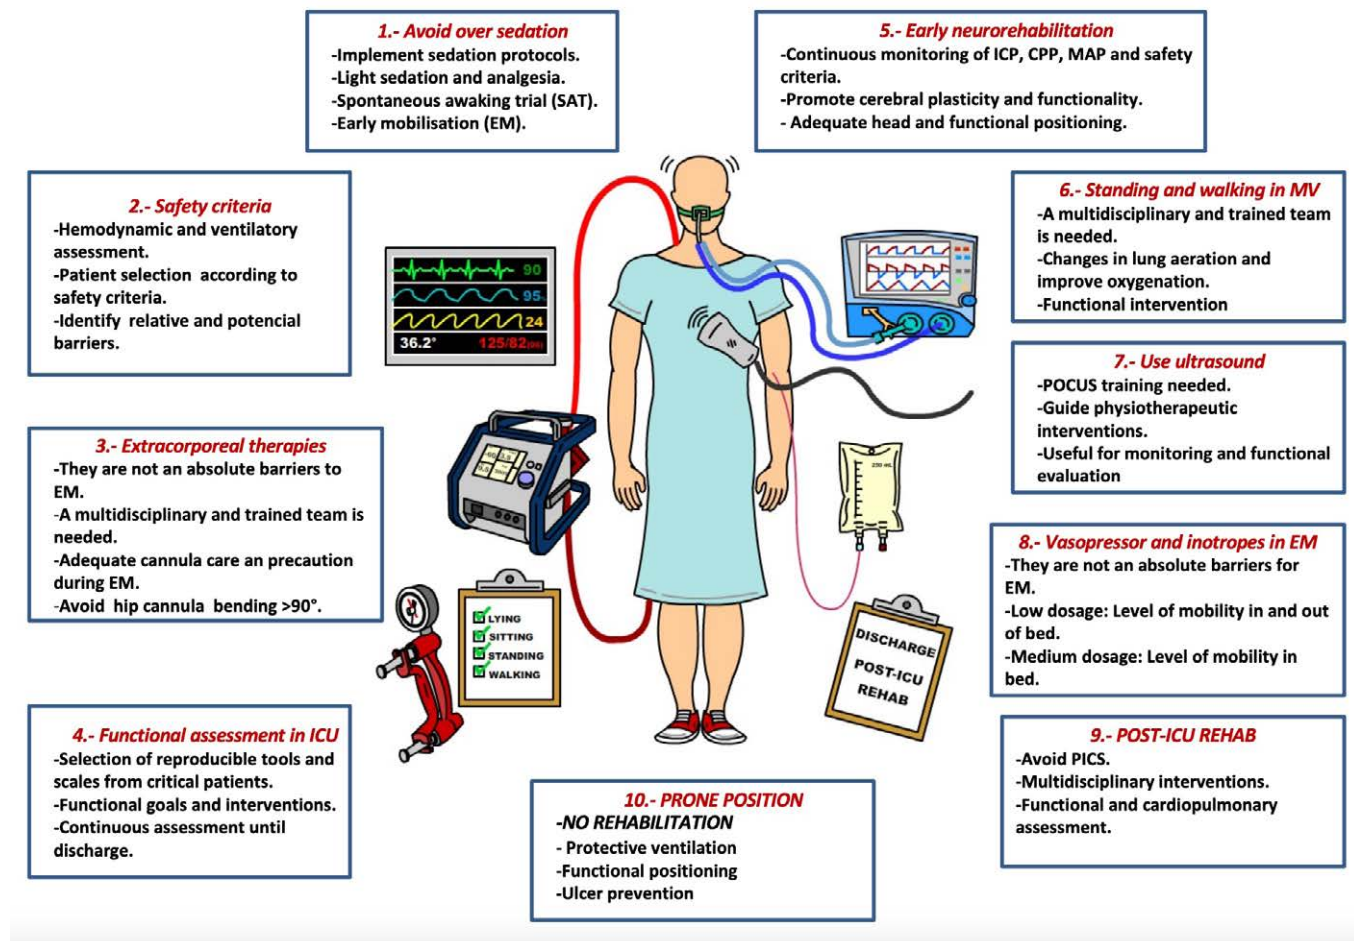 1.- Avoid over sedation
-Implement sedation protocols.
-Light sedation and analgesia.
-Spontaneous awaking trial (SAT).
-Early mobilisation (EM).
5.- Early neurorehabilitation
-Continuous monitoring of ICP, CPP, MAP and safety
criteria.
-Promote cerebral plasticity and functionality.
- Adequate head and functional positioning.
2.- Safety criteria
-Hemodynamic and ventilatory
assessment.
-Patient selection according to
safety criteria.
-Identify relative and potencial
barriers.
6.- Standing and walking in MV
-A multidisciplinary and trained team
is needed.
-Changes in lung aeration and
improve oxygenation.
-Functional intervention
90
95
24
36.2° 125/82
7.- Use ultrasound
-POCUS training needed.
-Guide physiotherapeutic
interventions.
-Useful for monitoring and functional
evaluation
3.- Extracorporeal therapies
-They are not an absolute barriers to
EM.
-A multidisciplinary and trained team is
needed.
-Adequate cannula care an precaution
during EM.
-Avoid hip cannula bending >90°.
250 mL
8.- Vasopressor and inotropes in EM
-They are not an absolute barriers for
EM.
-Low dosage: Level of mobility in and out
of bed.
-Medium dosage: Level of mobility in
bed.
LYING
SITTING
STANDING
WALKING
DISCHARGE
POST-ICU
REHAB
4.- Functional assessment in ICU
-Selection of reproducible tools and
scales from critical patients.
-Functional goals and interventions.
-Continuous assessment until
discharge.
9.- POST-ICU REHAB
-Avoid PICS.
-Multidisciplinary interventions.
-Functional and cardiopulmonary
assessment.
10.- PRONE POSITION
-NO REHABILITATION
- Protective ventilation
-Functional positioning
-Ulcer prevention